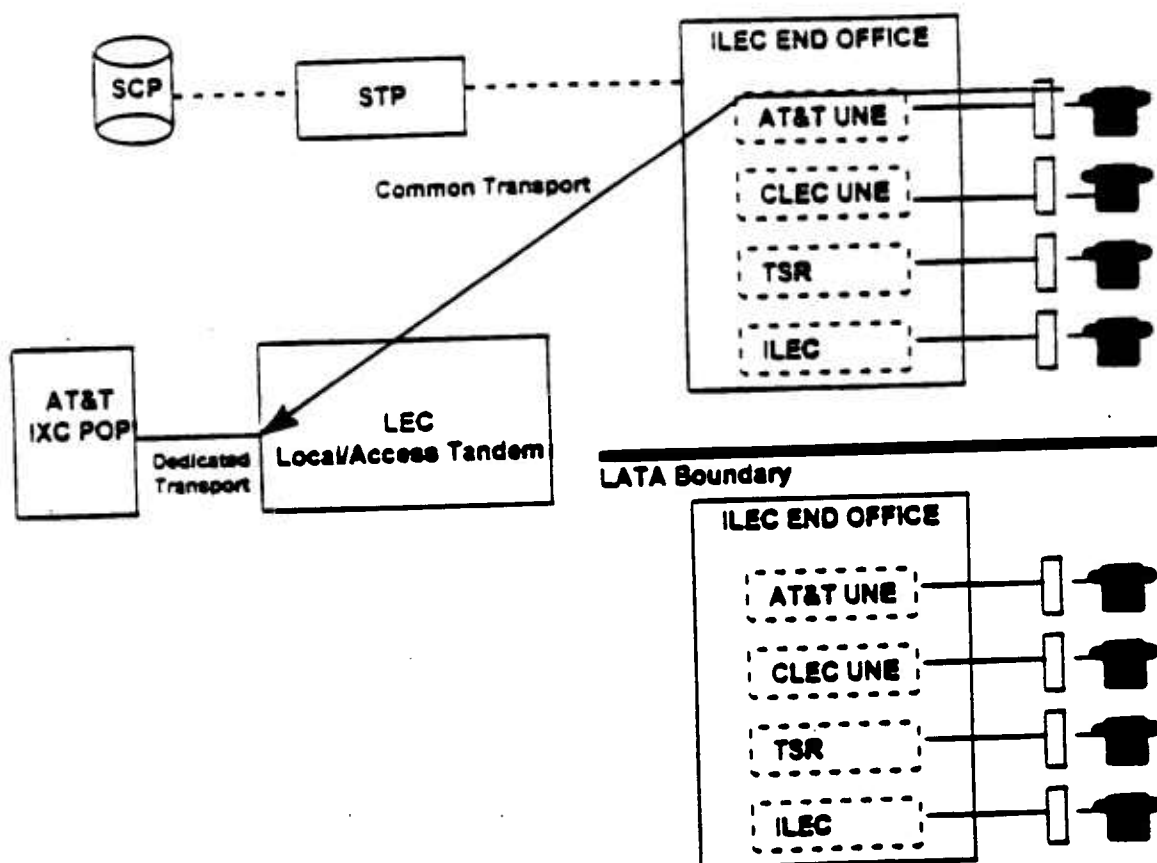 ILEC END OFFICE
SCP
STP
AT&T UNE
Common Transport
CLEC UNE
TSR
ILEC
AT&T
IXC POP
LEC
Local/Access Tandem
Dedicated
Transport
LATA Boundary
ILEC END OFFICE
AT&T UNE
CLEC UNE
TSR
ILEC